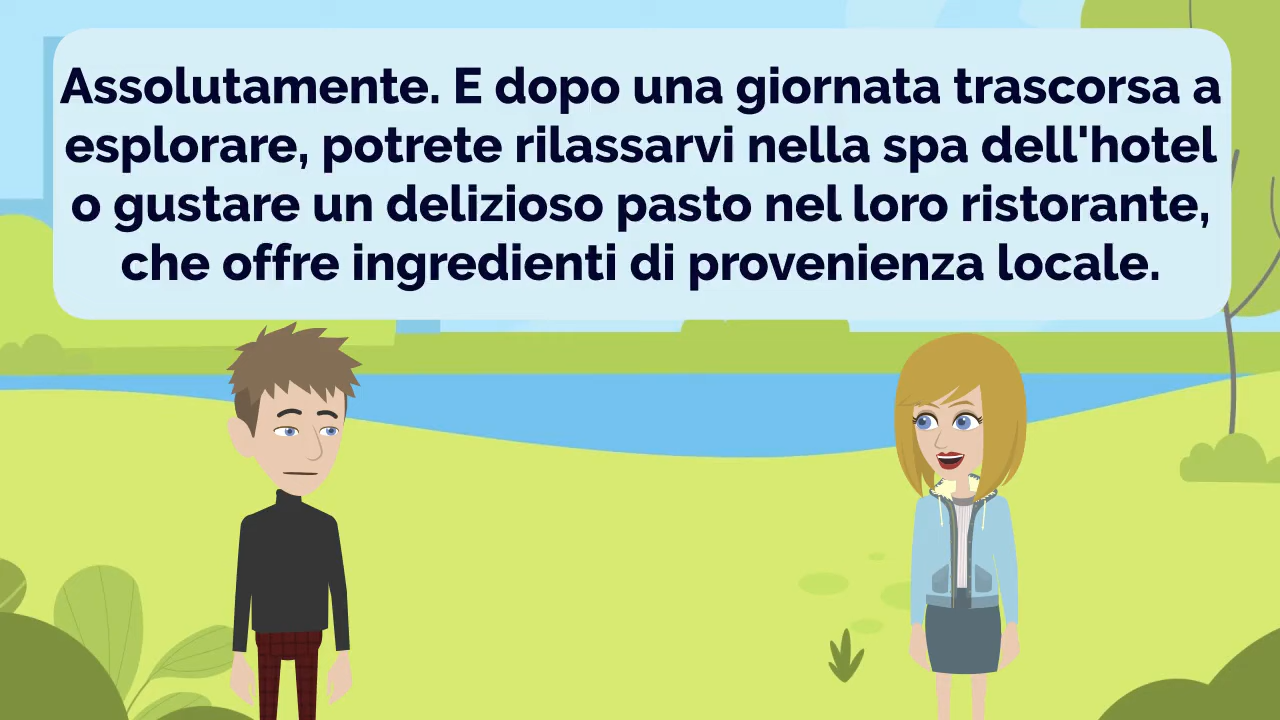 Assolutamente. E dopo una giornata trascorsa a
esplorare, potrete rilassarvi nella spa dell'hotel
o gustare un delizioso pasto nel loro ristorante,
che offre ingredienti di provenienza locale.